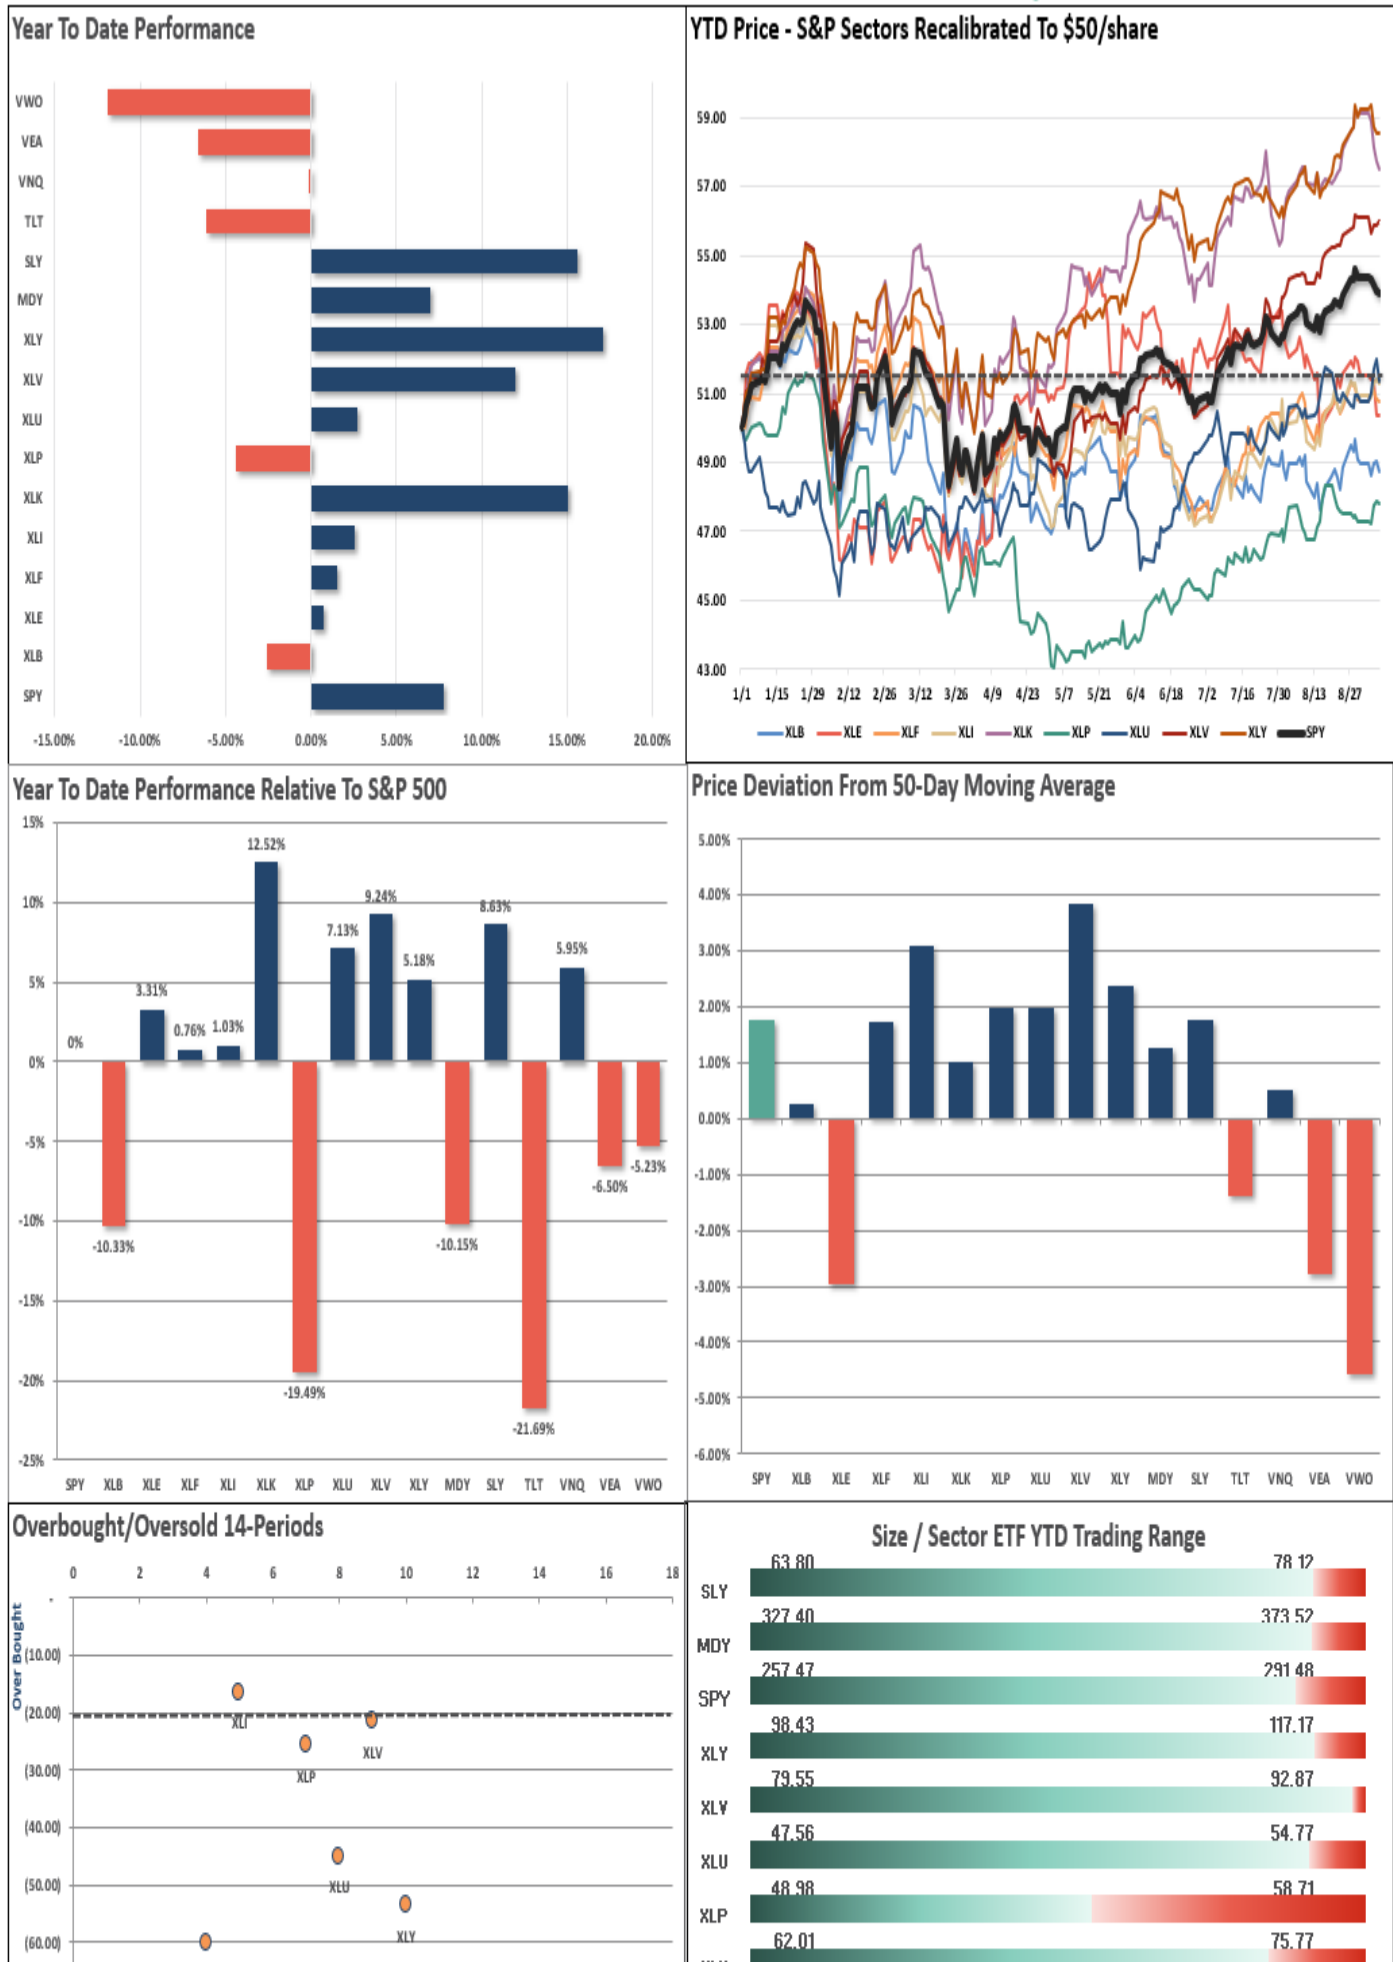 Year To Date Performance
VWO
VEA
VNQ
TLT
SLY
MDY
XLY
XLV
XLU
XLP
XLK
XLI
XLF
XLE
XLB
SPY
-15.00% -10.00% -5.00% 0.00% 5.00% 10.00% 15.00% 20.00%
YTD Price - S&P Sectors Recalibrated To $50/share
59.00
57.00
55.00
53.00
51.00
49.00
47.00
45.00
43.00
1/1 1/15 1/29 2/12 2/26 3/12 3/26 4/9 4/23 5/7 5/21 6/4 6/18 7/2 7/16 7/30 8/13 8/27
XLB XLE XLF XLI XLK XLP XLU XLV XLY SPY
Year To Date Performance Relative To S&P 500
15%
10%
5%
0%
-5%
-10%
-15%
-20%
-25%
0%
-10.33%
3.31%
0.76%
1.03%
12.52%
-19.49%
7.13%
9.24%
5.18%
-10.15%
8.63%
-21.69%
5.95%
-6.50%
-5.23%
SPY XLB XLE XLF XLI XLK XLP XLU XLV XLY MDY SLY TLT VNQ VEA VWO
Price Deviation From 50-Day Moving Average
5.00%
4.00%
3.00%
2.00%
1.00%
0.00%
-1.00%
-2.00%
-3.00%
-4.00%
-5.00%
-6.00%
SPY XLB XLE XLF XLI XLK XLP XLU XLV XLY MDY SLY TLT VNQ VEA VWO
Overbought/Oversold 14-Periods
0 2 4 6 8 10 12 14 16 18
-
(10.00)
(20.00)
(30.00)
(40.00)
(50.00)
(60.00)
Over Bought
XLI
XLV
XLP
XLU
XLY
Size / Sector ETF YTD Trading Range
63.80 78.12
SLY
327.40 373.52
MDY
257.47 291.48
SPY
98.43 117.17
XLY
79.55 92.87
XLV
47.56 54.77
XLU
48.98 58.71
XLP
62.01 75.77